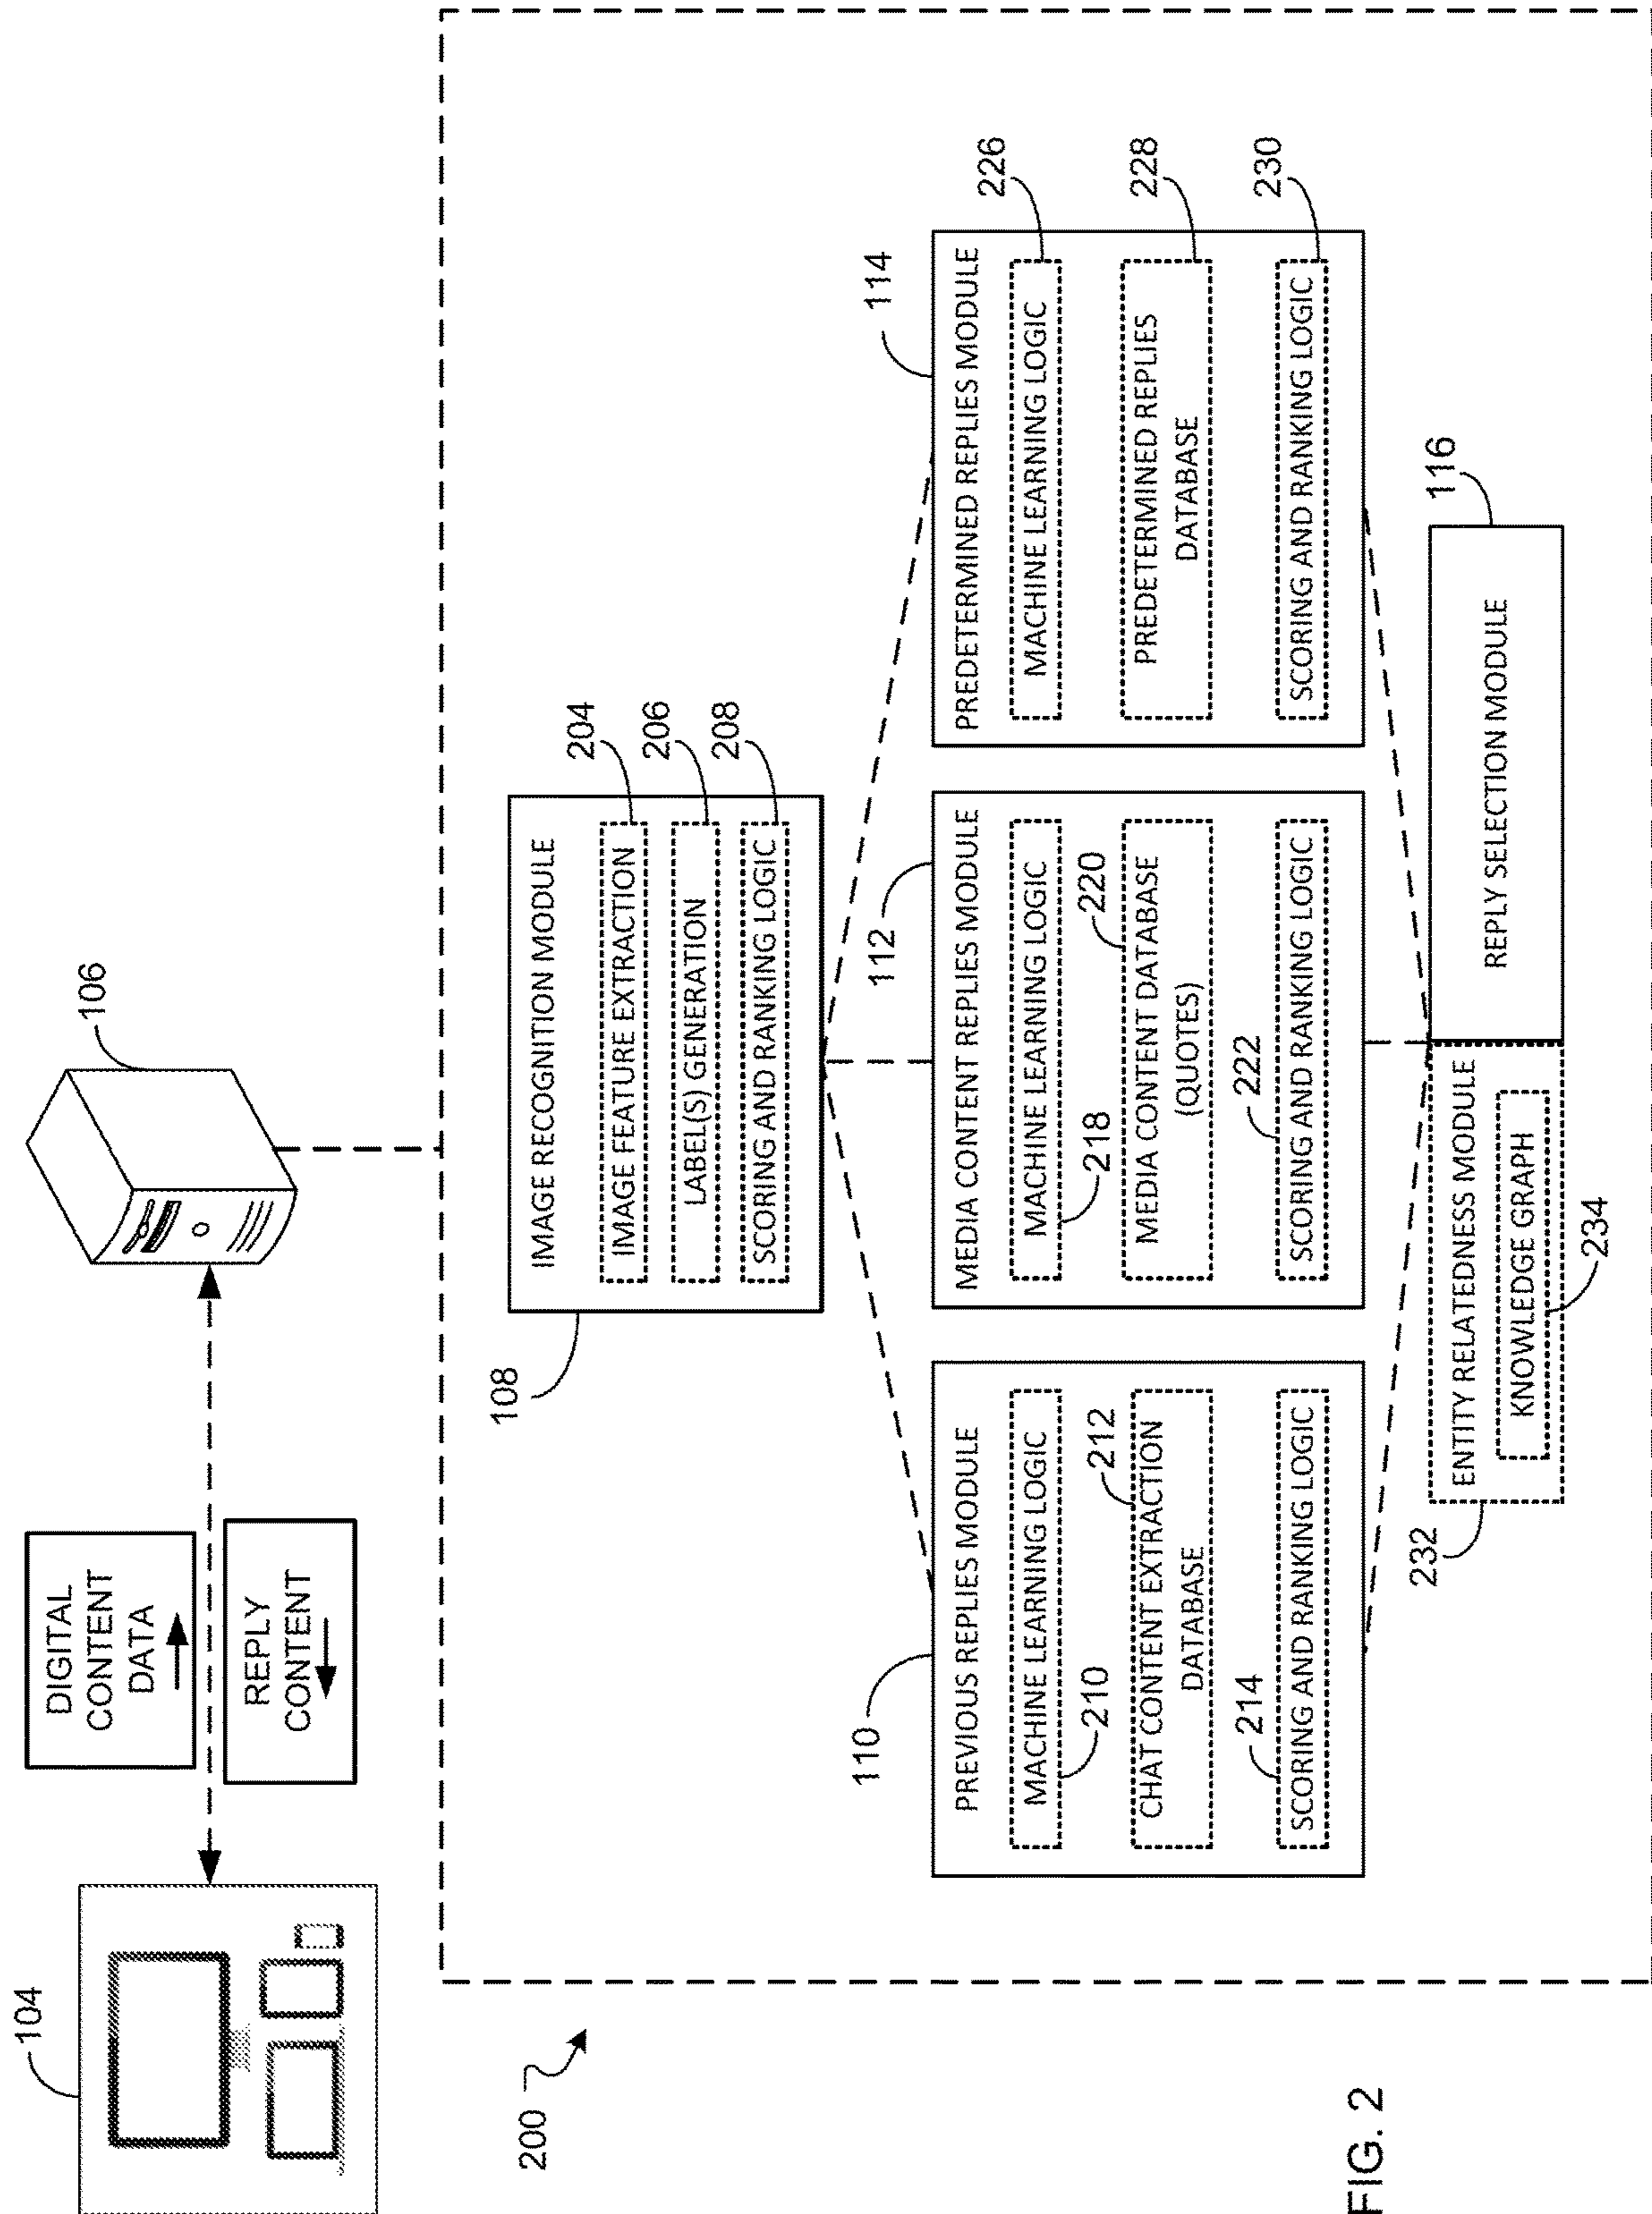 104
DIGITAL
CONTENT
DATA
REPLY
CONTENT
106
200
108
IMAGE RECOGNITION MODULE
IMAGE FEATURE EXTRACTION
204
LABEL(S) GENERATION
206
SCORING AND RANKING LOGIC
208
110
PREVIOUS REPLIES MODULE
MACHINE LEARNING LOGIC
210
212
CHAT CONTENT EXTRACTION
DATABASE
214
SCORING AND RANKING LOGIC
112
MEDIA CONTENT REPLIES MODULE
MACHINE LEARNING LOGIC
218
220
MEDIA CONTENT DATABASE
(QUOTES)
222
SCORING AND RANKING LOGIC
114
PREDETERMINED REPLIES MODULE
MACHINE LEARNING LOGIC
226
PREDETERMINED REPLIES
DATABASE
228
SCORING AND RANKING LOGIC
230
232
ENTITY RELATEDNESS MODULE
KNOWLEDGE GRAPH
234
REPLY SELECTION MODULE
116
FIG. 2